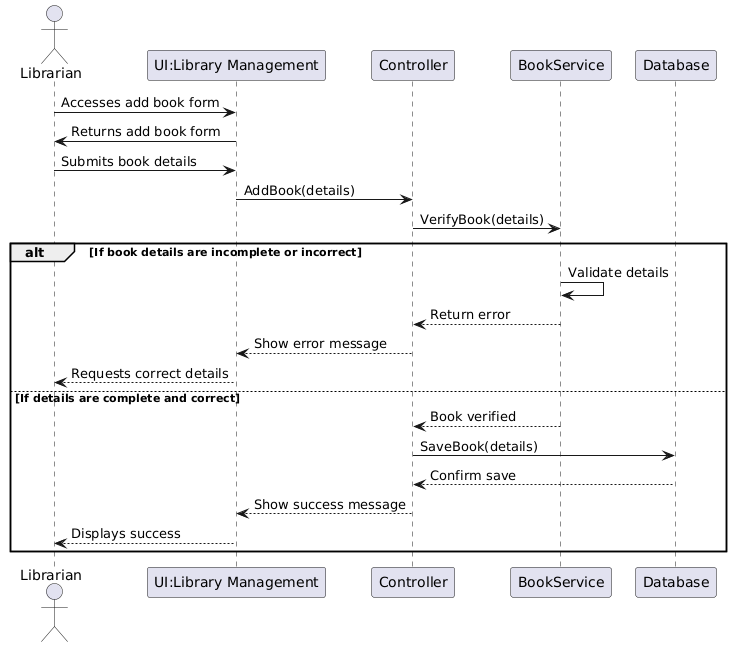 Librarian
UI:Library Management
Controller
BookService
Database
Accesses add book form
Returns add book form
Submits book details
AddBook(details)
VerifyBook(details)
alt
[If book details are incomplete or incorrect]
Validate details
Return error
Show error message
Requests correct details
[If details are complete and correct]
Book verified
SaveBook(details)
Confirm save
Show success message
Displays success
Librarian
UI:Library Management
Controller
BookService
Database